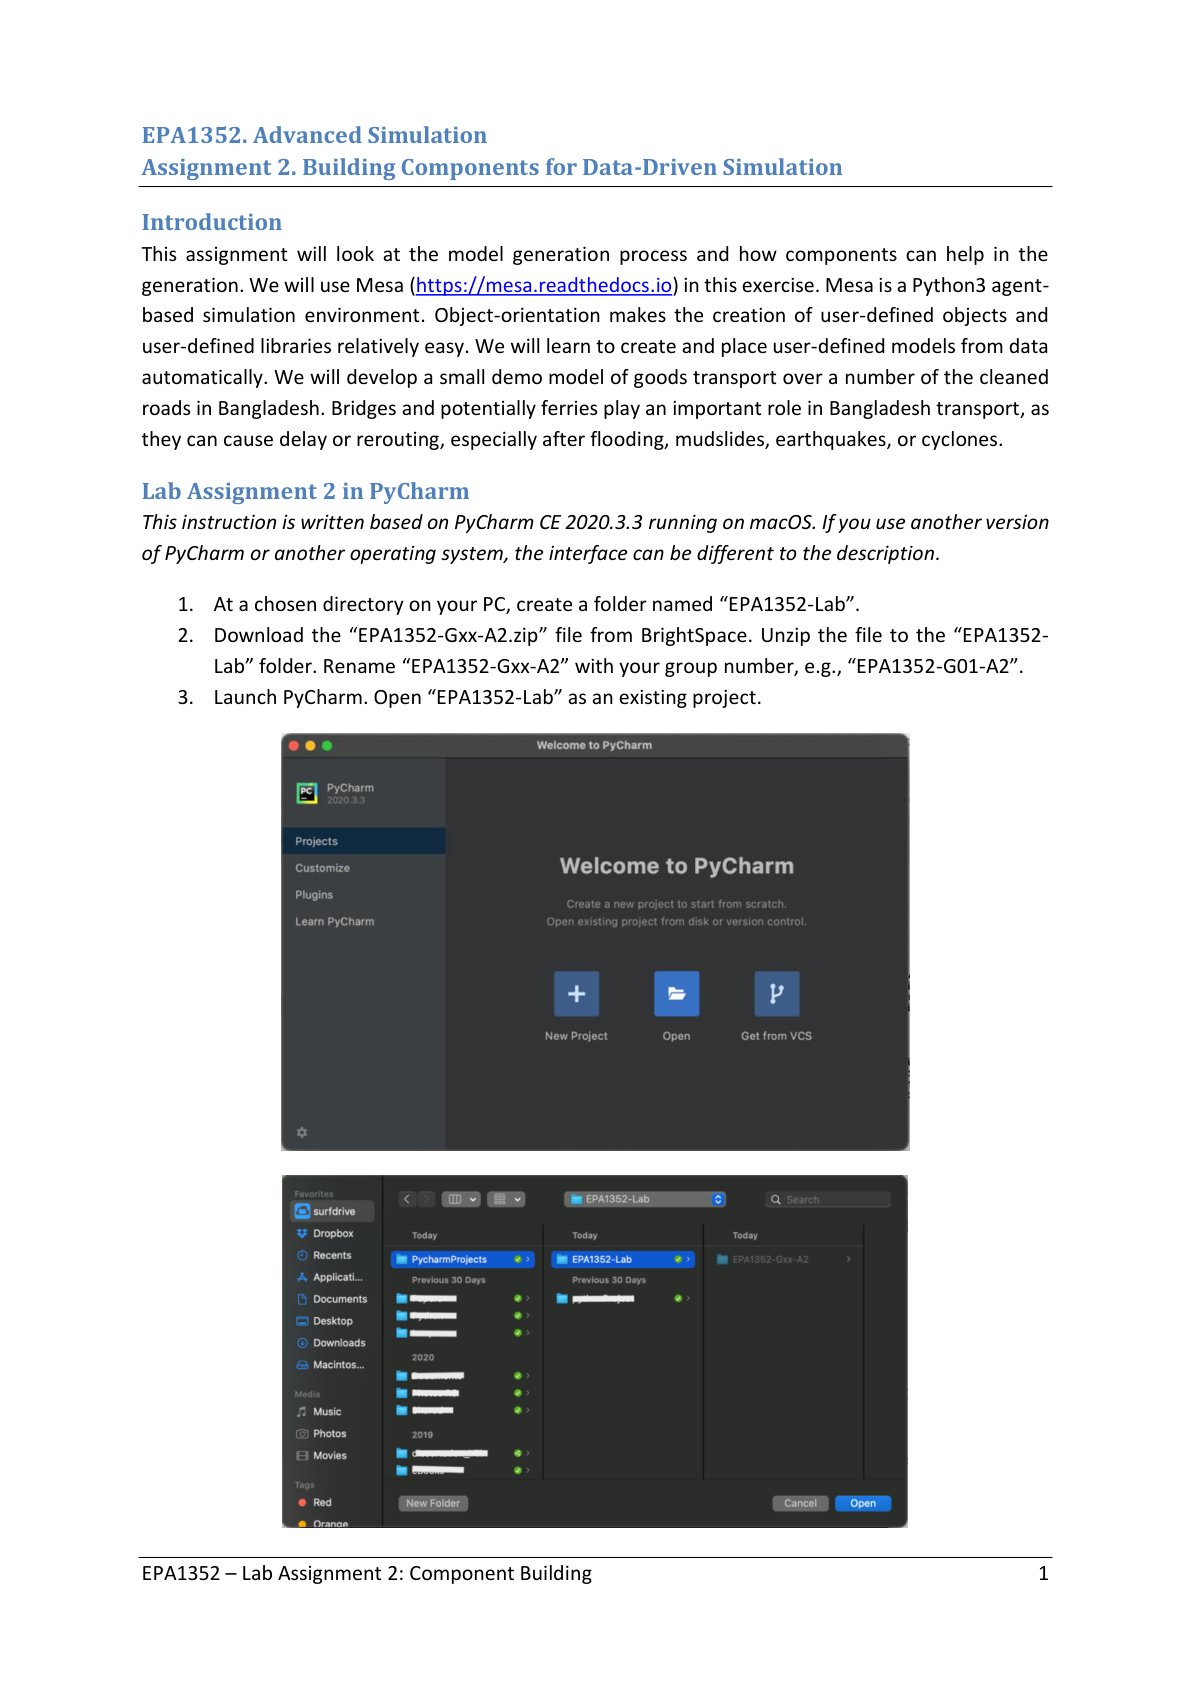 EPA1352. Advanced Simulation
Assignment 2. Building Components for Data-Driven Simulation
Introduction
This assignment will look at the model generation process and how components can help in the
generation. We will use Mesa (https://mesa.readthedocs.io) in this exercise. Mesa is a Python3 agent-
based simulation environment. Object-orientation makes the creation of user-defined objects and
user-defined libraries relatively easy. We will learn to create and place user-defined models from data
automatically. We will develop a small demo model of goods transport over a number of the cleaned
roads in Bangladesh. Bridges and potentially ferries play an important role in Bangladesh transport, as
they can cause delay or rerouting, especially after flooding, mudslides, earthquakes, or cyclones.
Lab Assignment 2 in PyCharm
This instruction is written based on PyCharm CE 2020.3.3 running on macOS. If you use another version
of PyCharm or another operating system, the interface can be different to the description.
1. At a chosen directory on your PC, create a folder named “EPA1352-Lab”.
2. Download the “EPA1352-Gxx-A2.zip” file from BrightSpace. Unzip the file to the “EPA1352-
Lab” folder. Rename “EPA1352-Gxx-A2” with your group number, e.g., “EPA1352-G01-A2”.
3. Launch PyCharm. Open “EPA1352-Lab” as an existing project.
Welcome to PyCharm
PC
PyCharm
2020.3.3
Projects
Customize
Plugins
Learn PyCharm
Welcome to PyCharm
Create a new project to start from scratch.
Open existing project from disk or version control.
New Project Open Get from VCS
Favorites
surfdrive
Dropbox
Recents
Applicati...
Documents
Desktop
Downloads
Macintos...
Media
Music
Photos
Movies
Tags
Red
Orange
EPA1352-Lab
Search
Today
PycharmProjects
Previous 30 Days
2020
2019
Today
EPA1352-Lab
Previous 30 Days
Today
EPA1352-Gxx-A2
New Folder Cancel Open
EPA1352 – Lab Assignment 2: Component Building 1